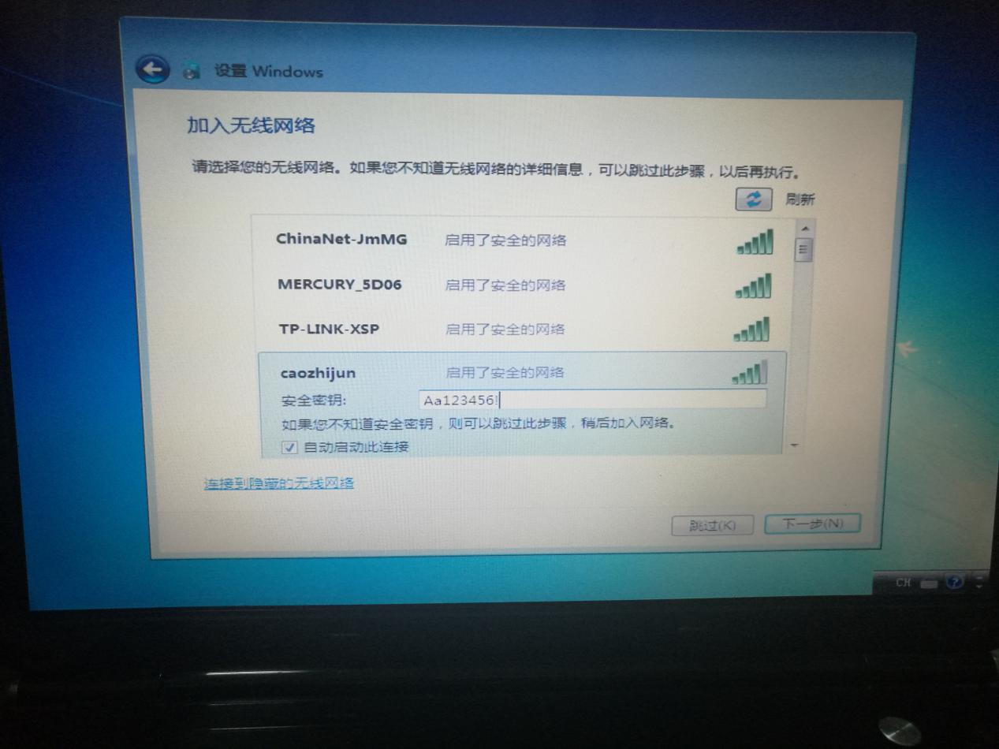 设置 Windows
加入无线网络
请选择您的无线网络。如果您不知道无线网络的详细信息，可以跳过此步骤，以后再执行。
刷新
ChinaNet-JmMG 启用了安全的网络
MERCURY_5D06 启用了安全的网络
TP-LINK-XSP 启用了安全的网络
caozhijun 启用了安全的网络
安全密钥: Aa123456!
如果您不知道安全密钥，则可以跳过此步骤，稍后加入网络。
自动启动此连接
连接到隐藏的无线网络
跳过(K) 下一步(N)
CH